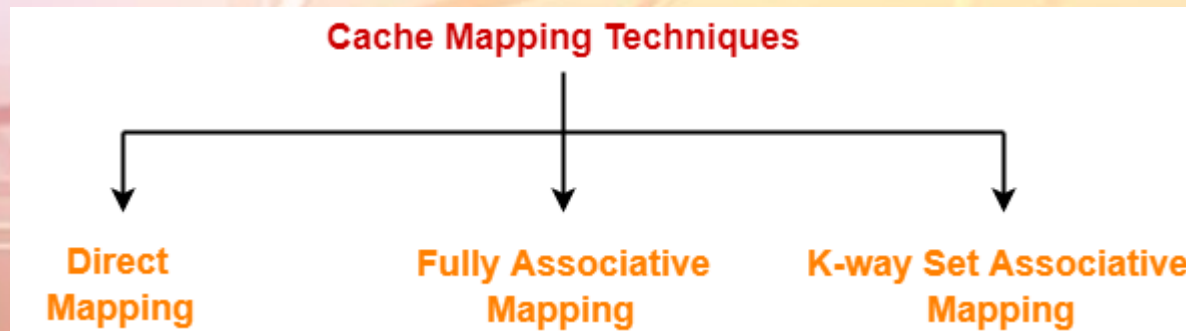 Cache Mapping Techniques
Direct
Mapping
Fully Associative
Mapping
K-way Set Associative
Mapping